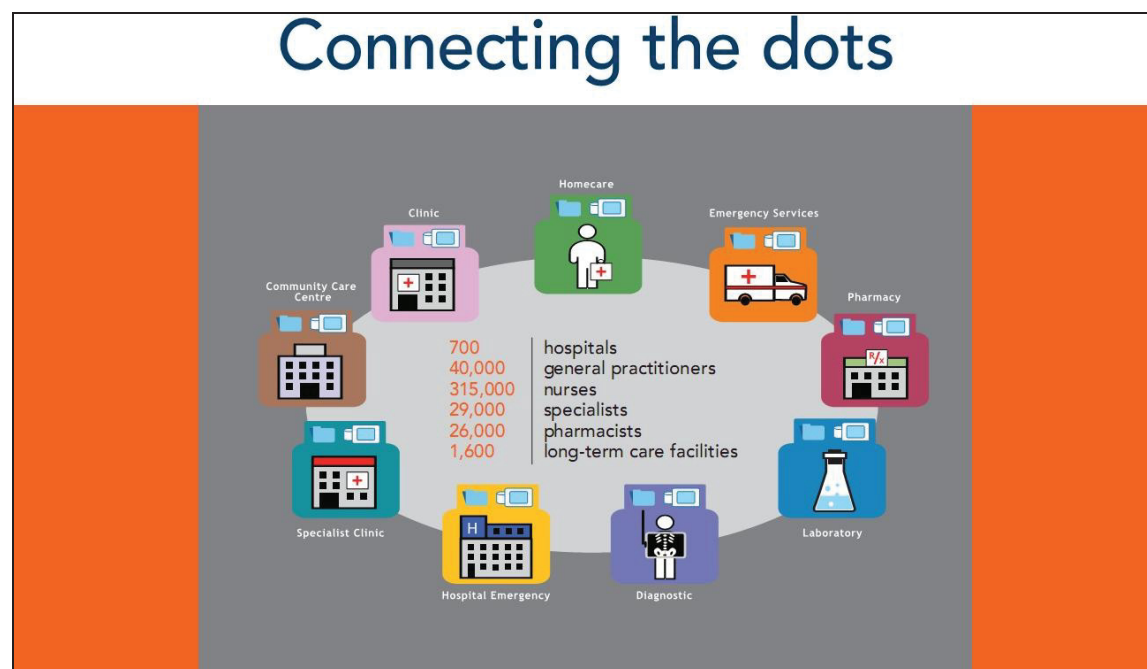 Connecting the dots
Homecare
Clinic
Emergency Services
Community Care
Centre
Pharmacy
700 hospitals
40,000 general practitioners
315,000 nurses
29,000 specialists
26,000 pharmacists
1,600 long-term care facilities
R/x
H
Specialist Clinic
Laboratory
Hospital Emergency
Diagnostic